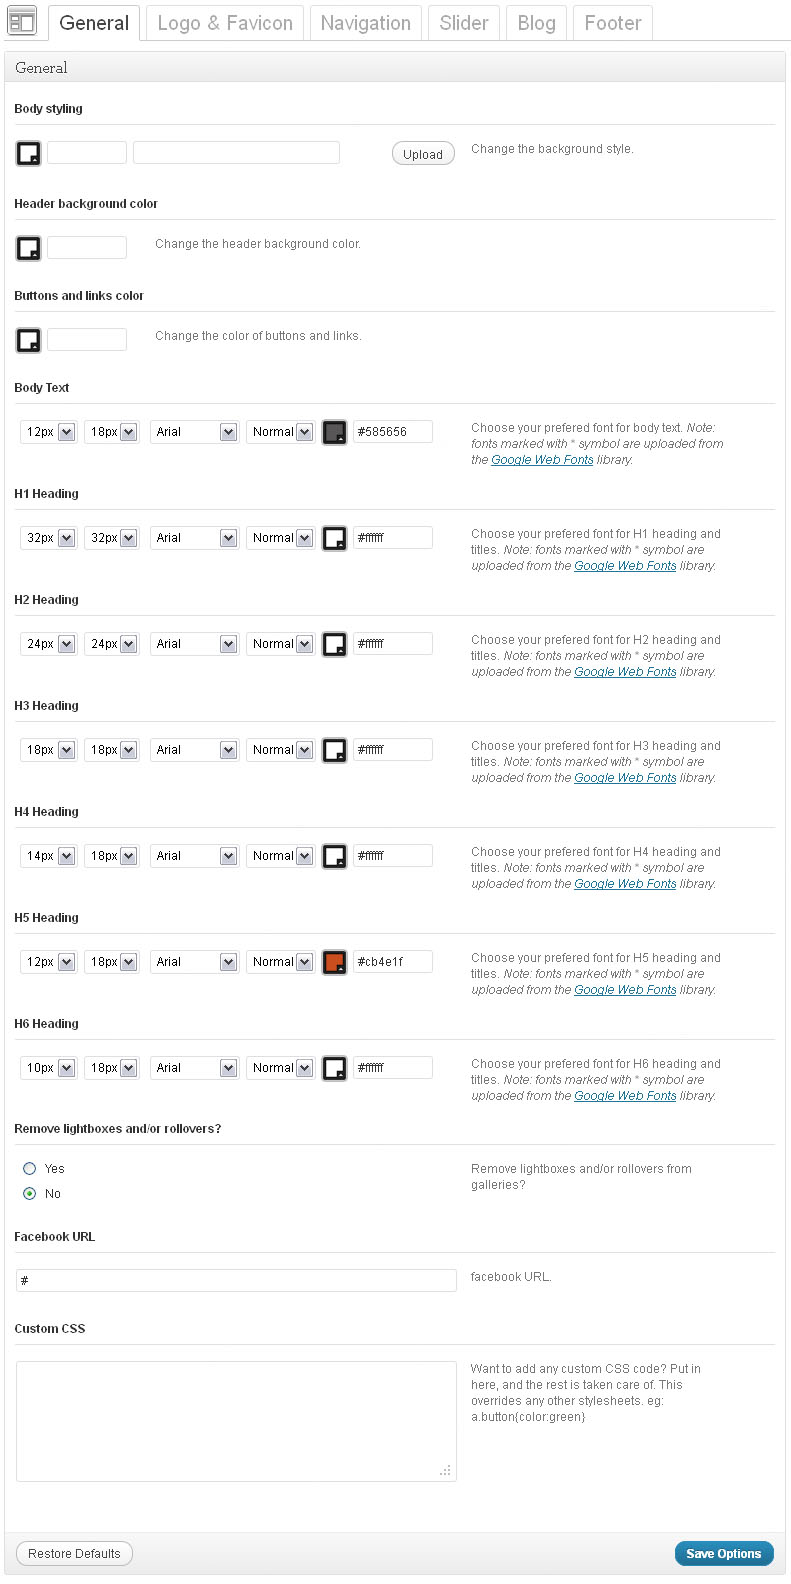 General Logo & Favicon Navigation Slider Blog Footer
General
Body styling
Upload Change the background style.
Header background color
Change the header background color.
Buttons and links color
Change the color of buttons and links.
Body Text
12px 18px Arial Normal #585656 Choose your prefered font for body text. Note:
fonts marked with * symbol are uploaded from
the Google Web Fonts library.
H1 Heading
32px 32px Arial Normal #ffffff Choose your prefered font for H1 heading and
titles. Note: fonts marked with * symbol are
uploaded from the Google Web Fonts library.
H2 Heading
24px 24px Arial Normal #ffffff Choose your prefered font for H2 heading and
titles. Note: fonts marked with * symbol are
uploaded from the Google Web Fonts library.
H3 Heading
18px 18px Arial Normal #ffffff Choose your prefered font for H3 heading and
titles. Note: fonts marked with * symbol are
uploaded from the Google Web Fonts library.
H4 Heading
14px 18px Arial Normal #ffffff Choose your prefered font for H4 heading and
titles. Note: fonts marked with * symbol are
uploaded from the Google Web Fonts library.
H5 Heading
12px 18px Arial Normal #cb4e1f Choose your prefered font for H5 heading and
titles. Note: fonts marked with * symbol are
uploaded from the Google Web Fonts library.
H6 Heading
10px 18px Arial Normal #ffffff Choose your prefered font for H6 heading and
titles. Note: fonts marked with * symbol are
uploaded from the Google Web Fonts library.
Remove lightboxes and/or rollovers?
Yes
No
Remove lightboxes and/or rollovers from
galleries?
Facebook URL
# facebook URL.
Custom CSS
Want to add any custom CSS code? Put in
here, and the rest is taken care of. This
overrides any other stylesheets. eg:
a.button{color:green}
Restore Defaults Save Options